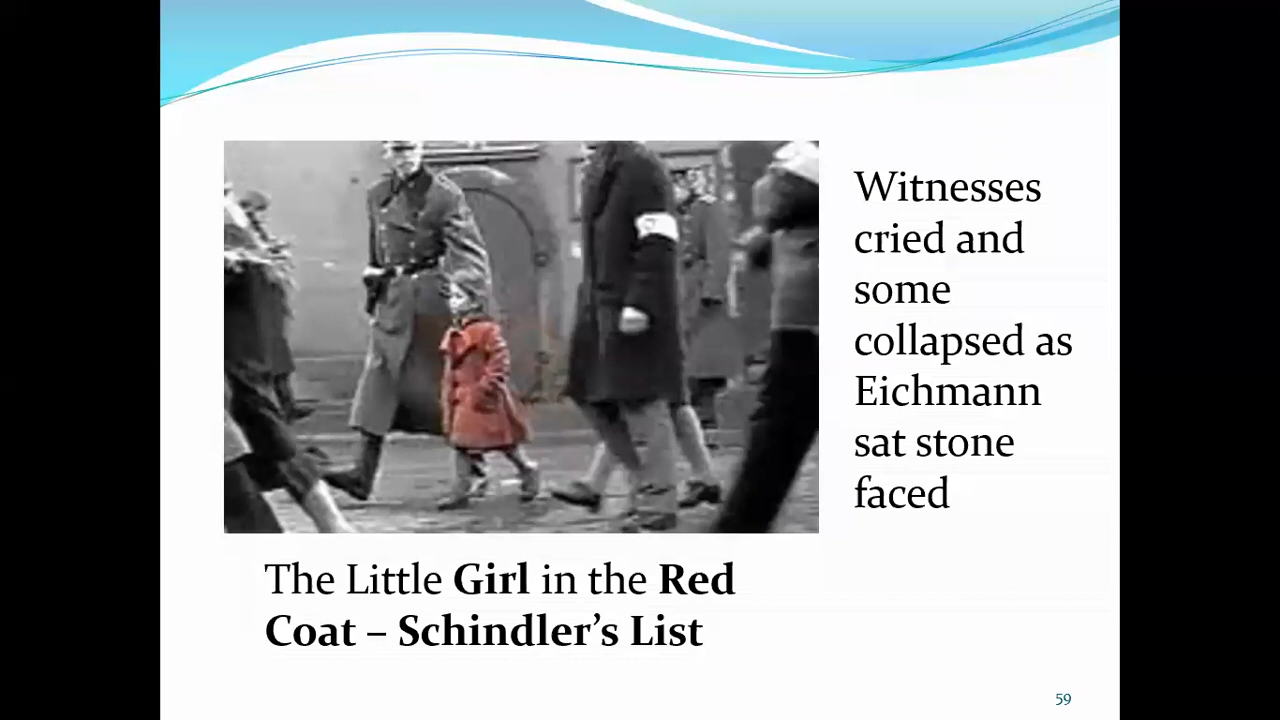 Witnesses
cried and
some
collapsed as
Eichmann
sat stone
faced
The Little Girl in the Red
Coat – Schindler’s List
59